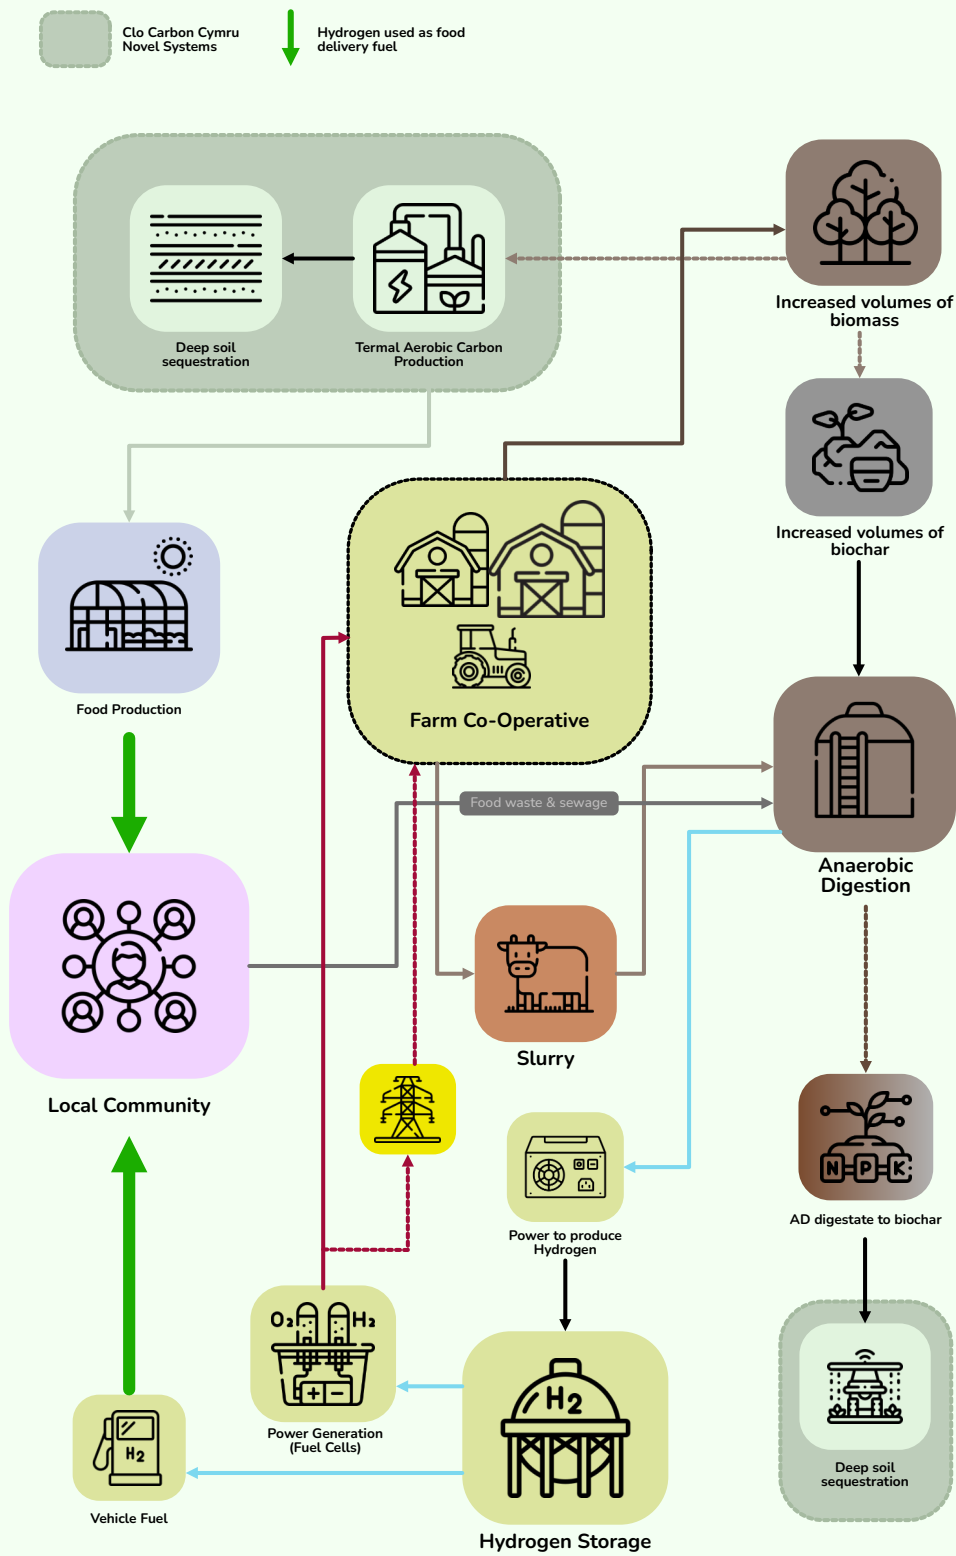 Clo Carbon Cymru
Novel Systems
Hydrogen used as food
delivery fuel
Deep soil
sequestration
Termal Aerobic Carbon
Production
Increased volumes of
biomass
Increased volumes of
biochar
Food Production
Farm Co-Operative
Food waste & sewage
Anaerobic
Digestion
Local Community
Slurry
N P K
AD digestate to biochar
Power to produce
Hydrogen
O2 H2
+ -
Power Generation
(Fuel Cells)
H2
Hydrogen Storage
H2
Vehicle Fuel
Deep soil
sequestration